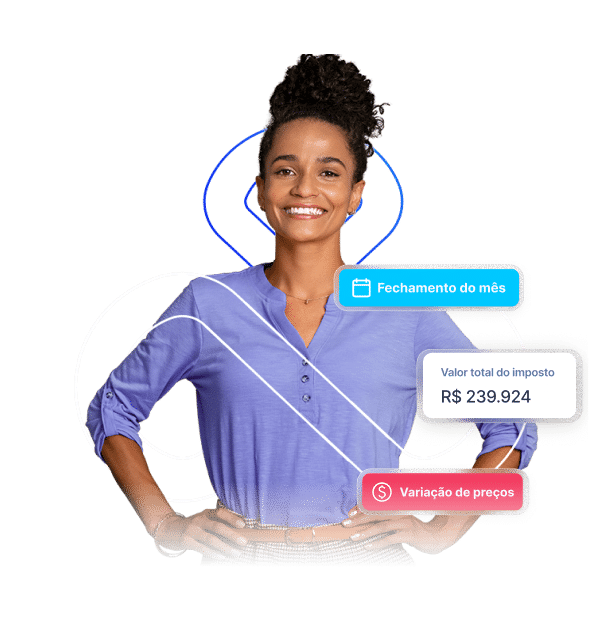 Fechamento do mês
Valor total do imposto
R$ 239.924
Variação de preços